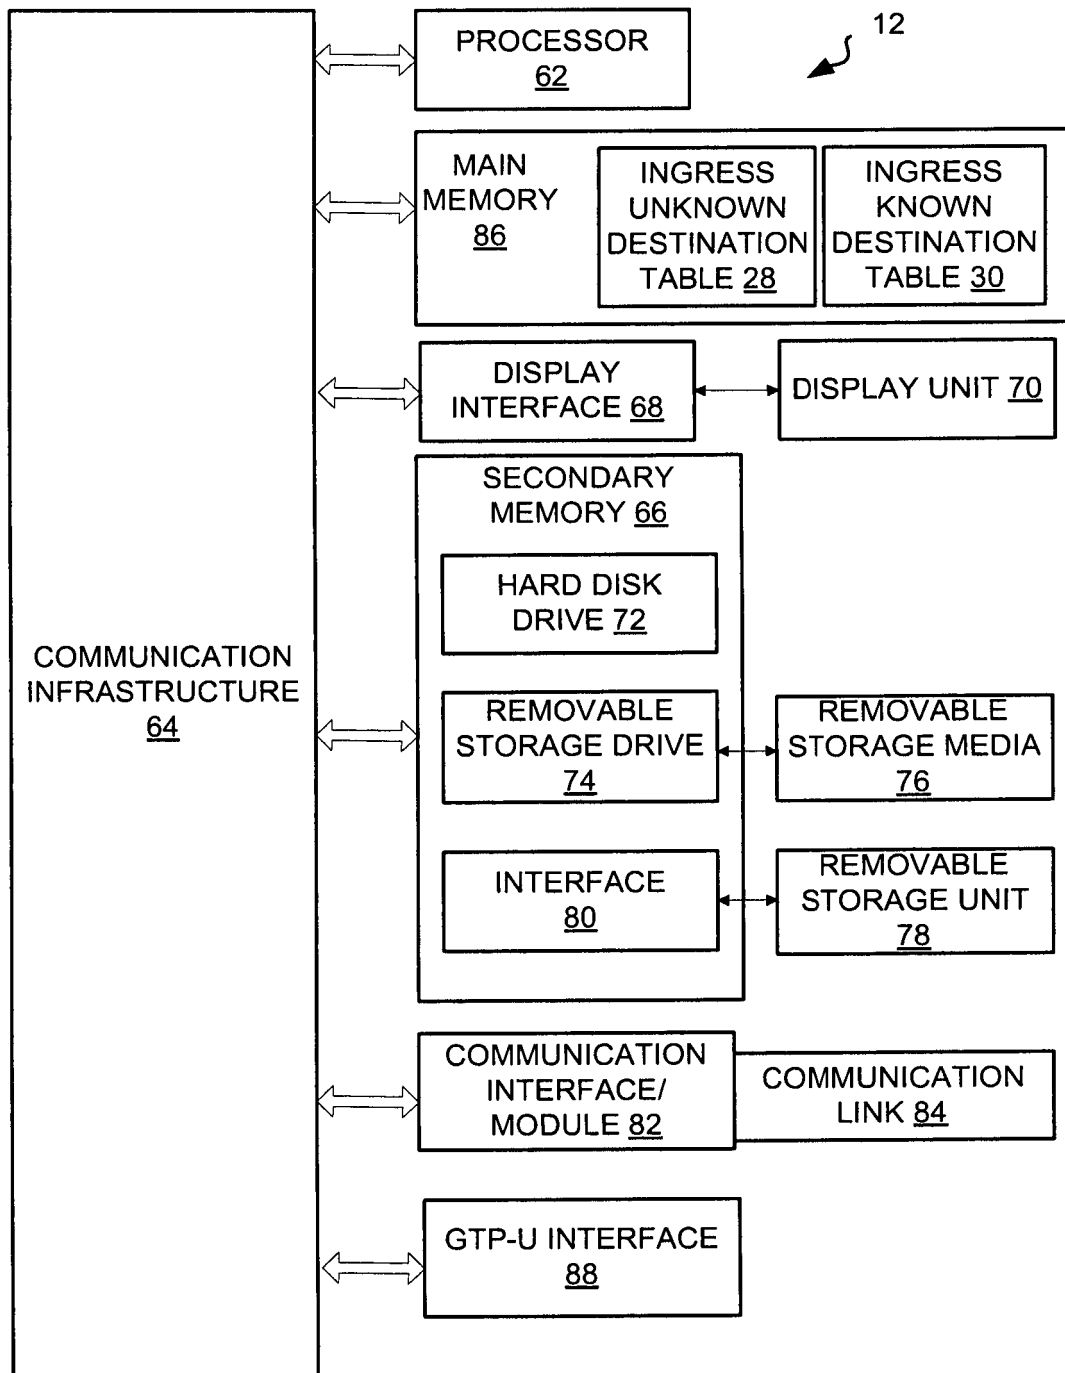 12
PROCESSOR
62
MAIN
MEMORY
86
INGRESS
UNKNOWN
DESTINATION
TABLE 28
INGRESS
KNOWN
DESTINATION
TABLE 30
DISPLAY
INTERFACE 68
DISPLAY UNIT 70
SECONDARY
MEMORY 66
HARD DISK
DRIVE 72
COMMUNICATION
INFRASTRUCTURE
64
REMOVABLE
STORAGE DRIVE
74
REMOVABLE
STORAGE MEDIA
76
INTERFACE
80
REMOVABLE
STORAGE UNIT
78
COMMUNICATION
INTERFACE/
MODULE 82
COMMUNICATION
LINK 84
GTP-U INTERFACE
88